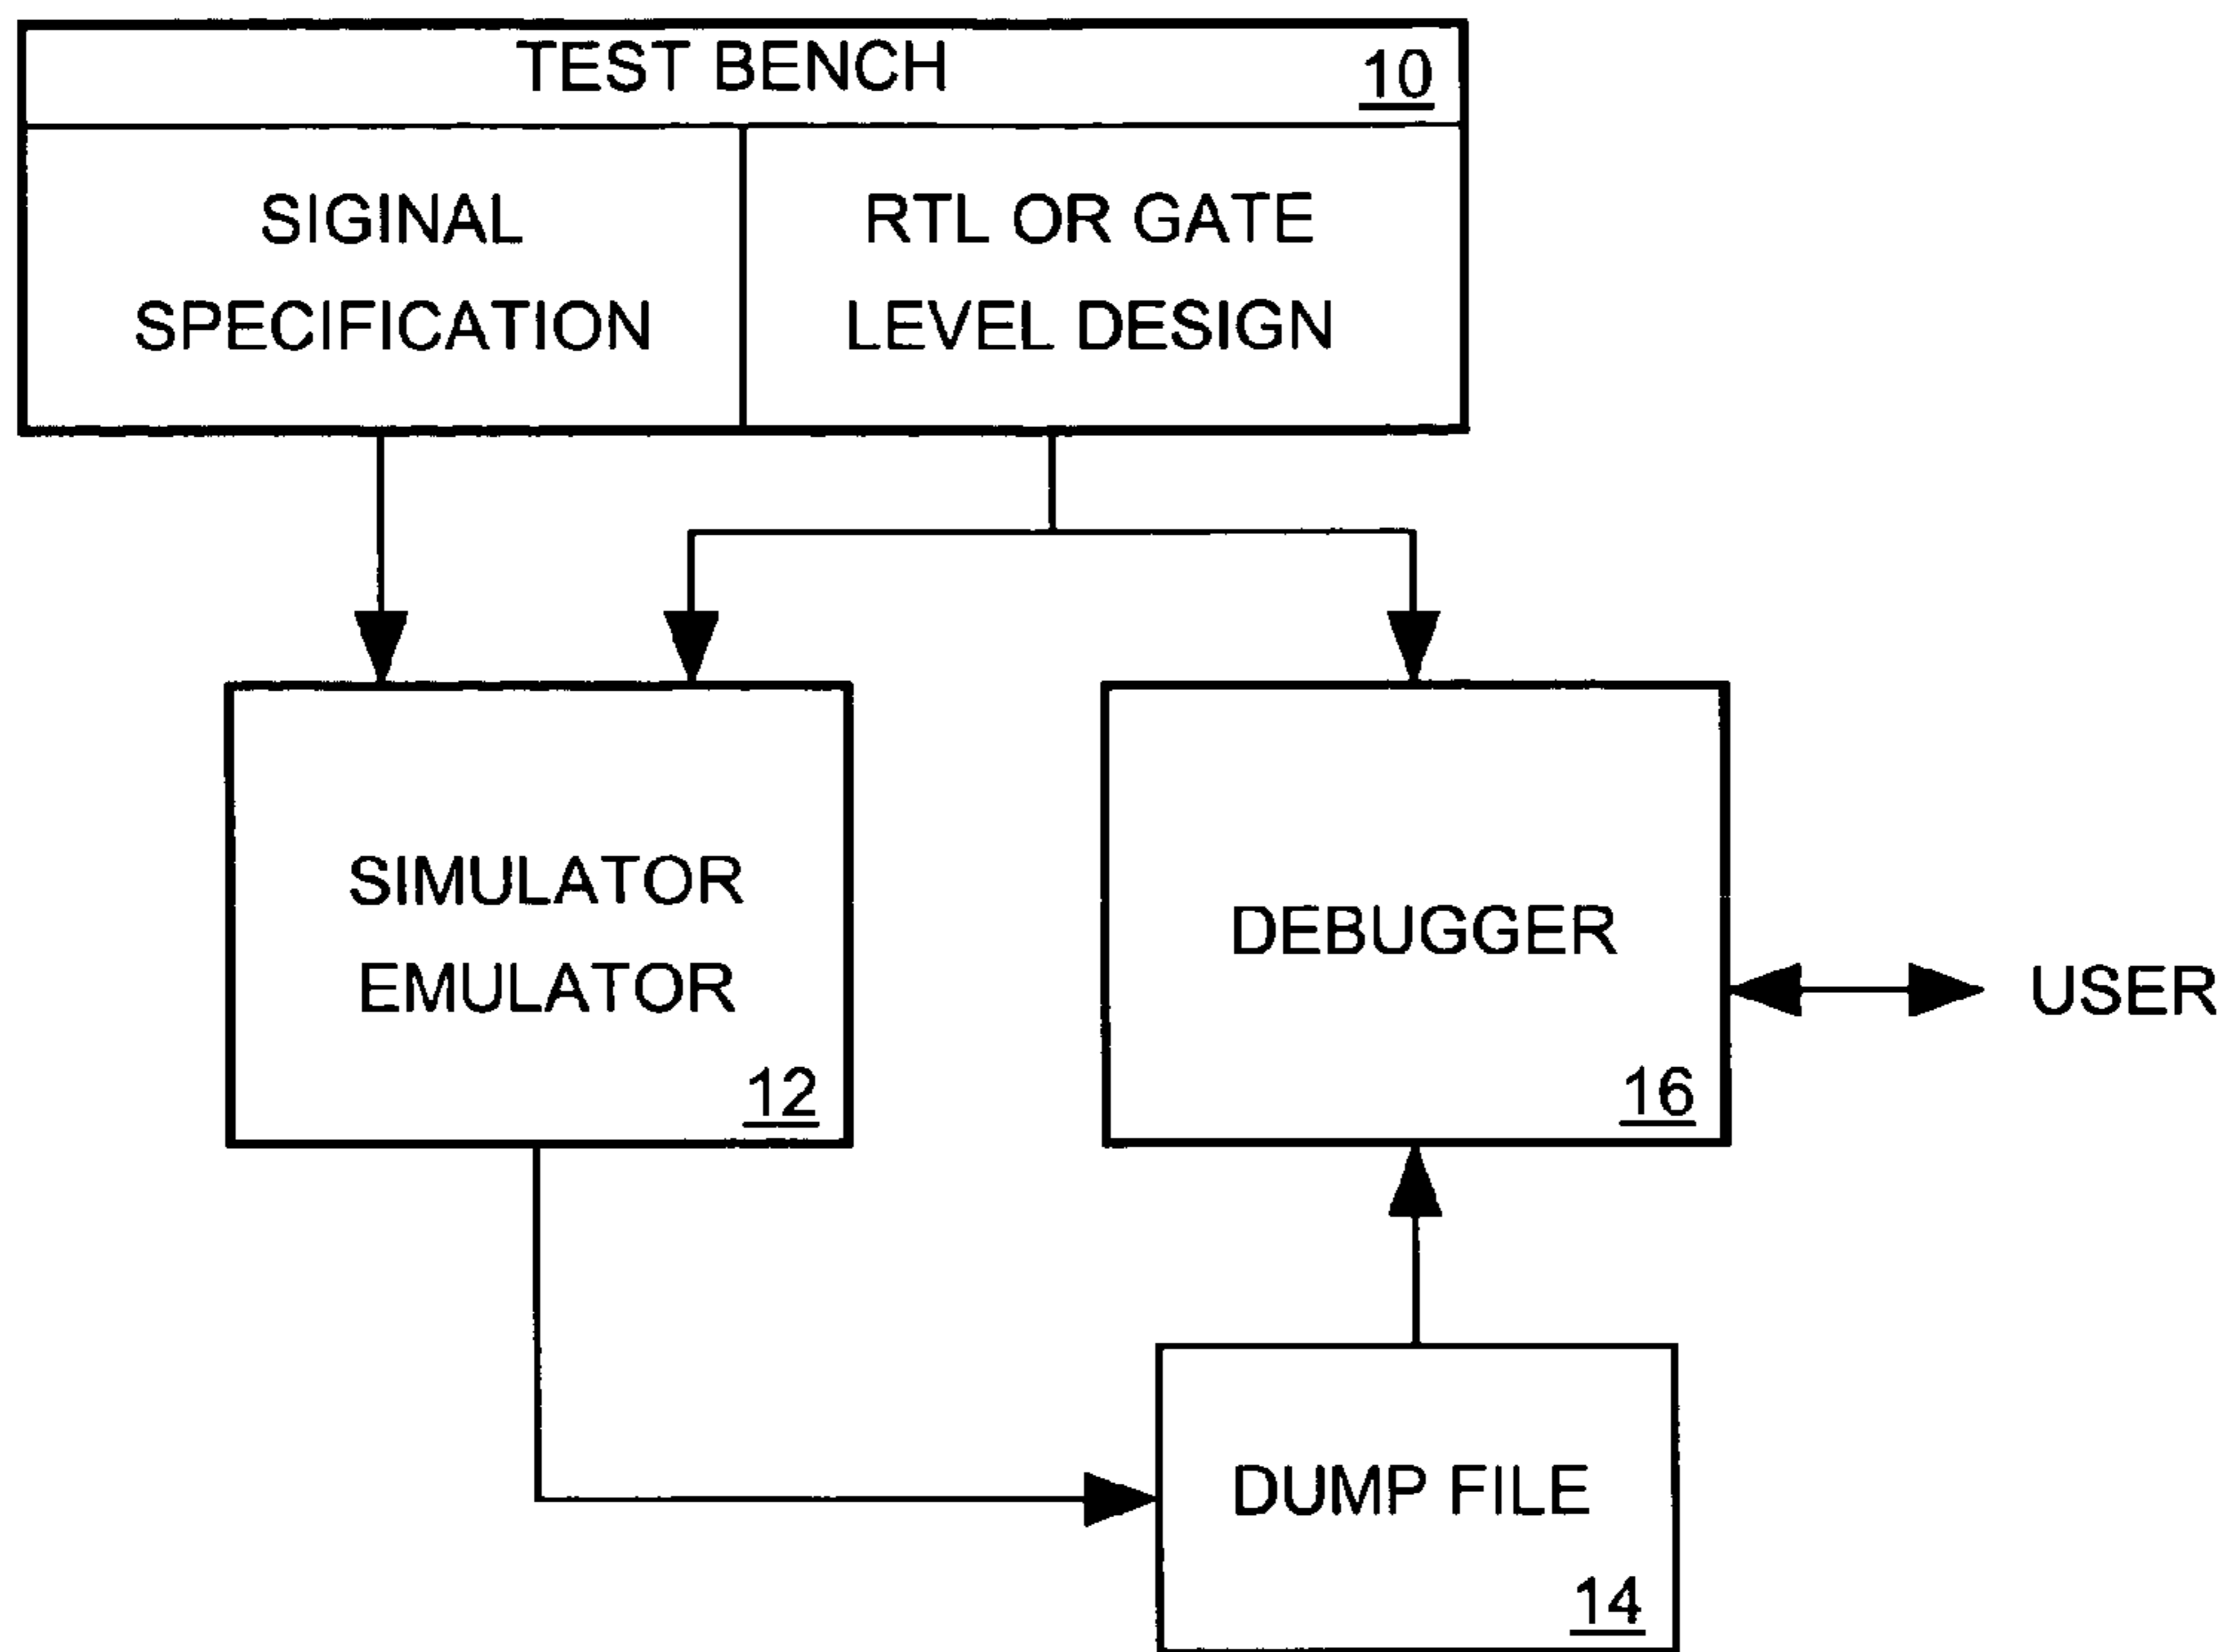 TEST BENCH
10
SIGINAL
SPECIFICATION
RTL OR GATE
LEVEL DESIGN
SIMULATOR
EMULATOR
12
DEBUGGER
16
USER
DUMP FILE
14